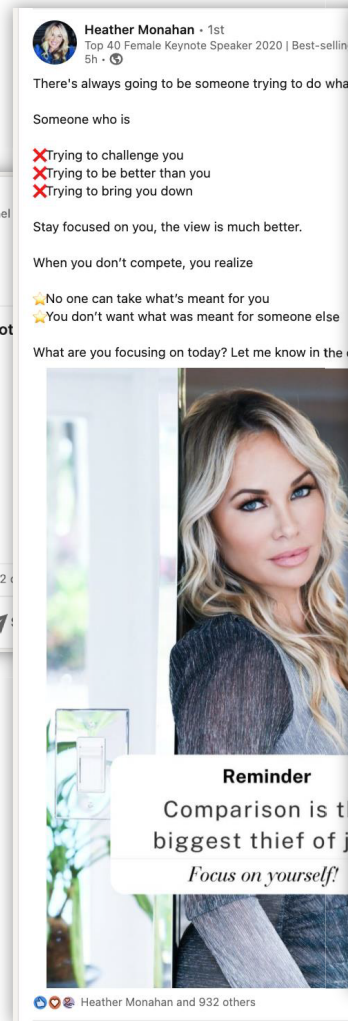 Heather Monahan • 1st
Top 40 Female Keynote Speaker 2020 | Best-sellin
5h •
There's always going to be someone trying to do wha
Someone who is
❌Trying to challenge you
❌Trying to be better than you
❌Trying to bring you down
Stay focused on you, the view is much better.
When you don't compete, you realize
⭐No one can take what's meant for you
⭐You don't want what was meant for someone else
What are you focusing on today? Let me know in the
Reminder
Comparison is t
biggest thief of j
Focus on yourself!
Heather Monahan and 932 others
el
ot
2